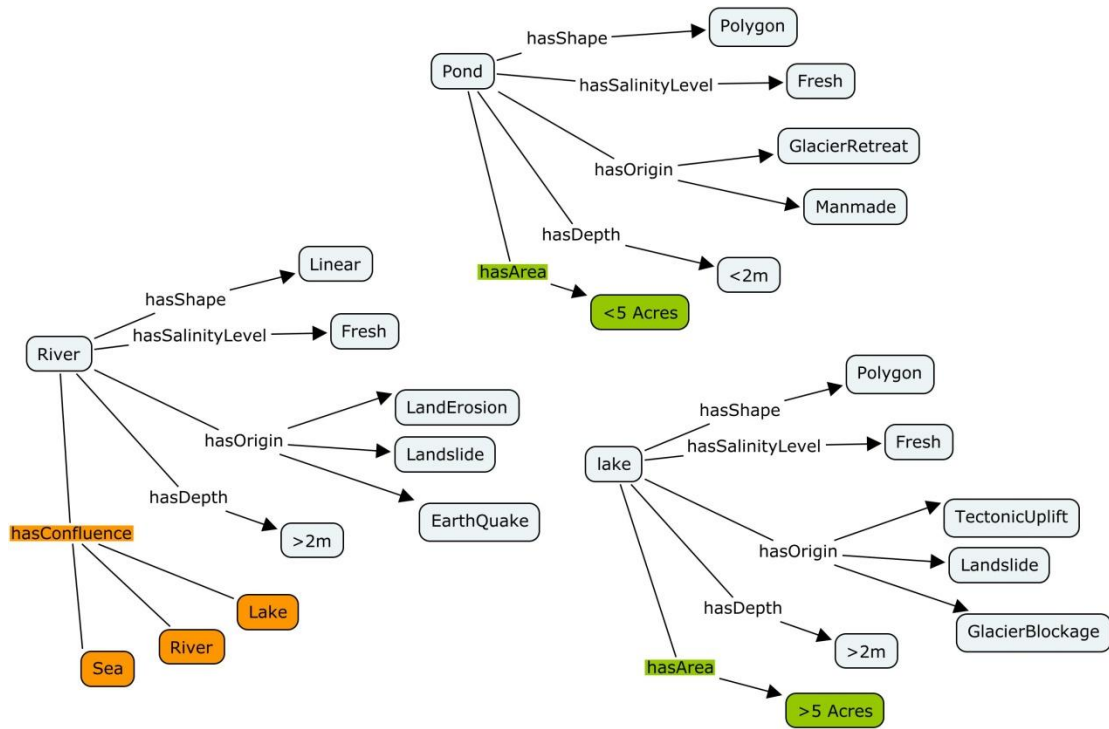 Pond
hasShape
Polygon
hasSalinityLevel
Fresh
hasOrigin
GlacierRetreat
Manmade
hasDepth
<2m
hasArea
<5 Acres
River
hasShape
Linear
hasSalinityLevel
Fresh
hasOrigin
LandErosion
Landslide
EarthQuake
hasDepth
>2m
hasConfluence
Lake
River
Sea
lake
hasShape
Polygon
hasSalinityLevel
Fresh
hasOrigin
TectonicUplift
Landslide
GlacierBlockage
hasDepth
>2m
hasArea
>5 Acres